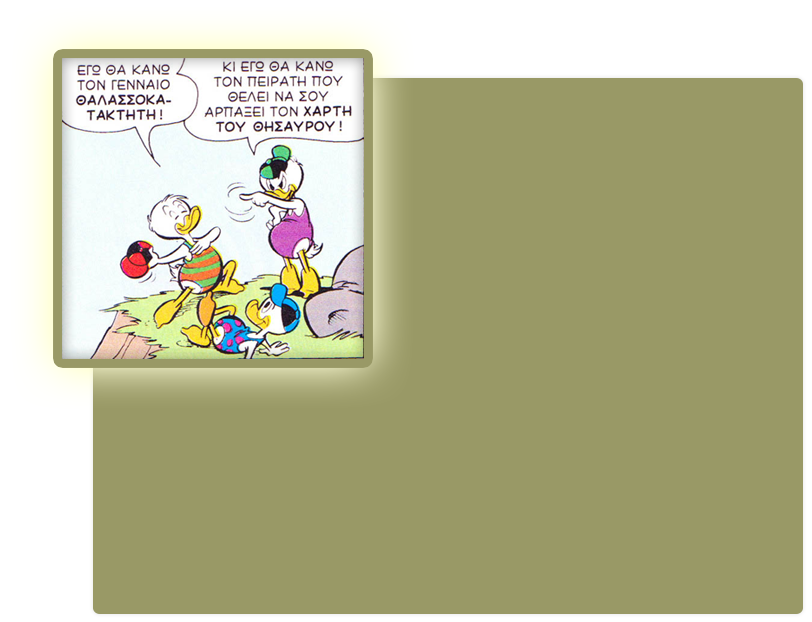 ΕΓΩ ΘΑ ΚΑΝΩ
ΤΟΝ ΓΕΝΝΑΙΟ
ΘΑΛΑΣΣΟΚΑ-
ΤΑΚΤΗΤΗ!
ΚΙ ΕΓΩ ΘΑ ΚΑΝΩ
ΤΟΝ ΠΕΙΡΑΤΗ ΠΟΥ
ΘΕΛΕΙ ΝΑ ΣΟΥ
ΑΡΠΑΞΕΙ ΤΟΝ ΧΑΡΤΗ
ΤΟΥ ΘΗΣΑΥΡΟΥ!